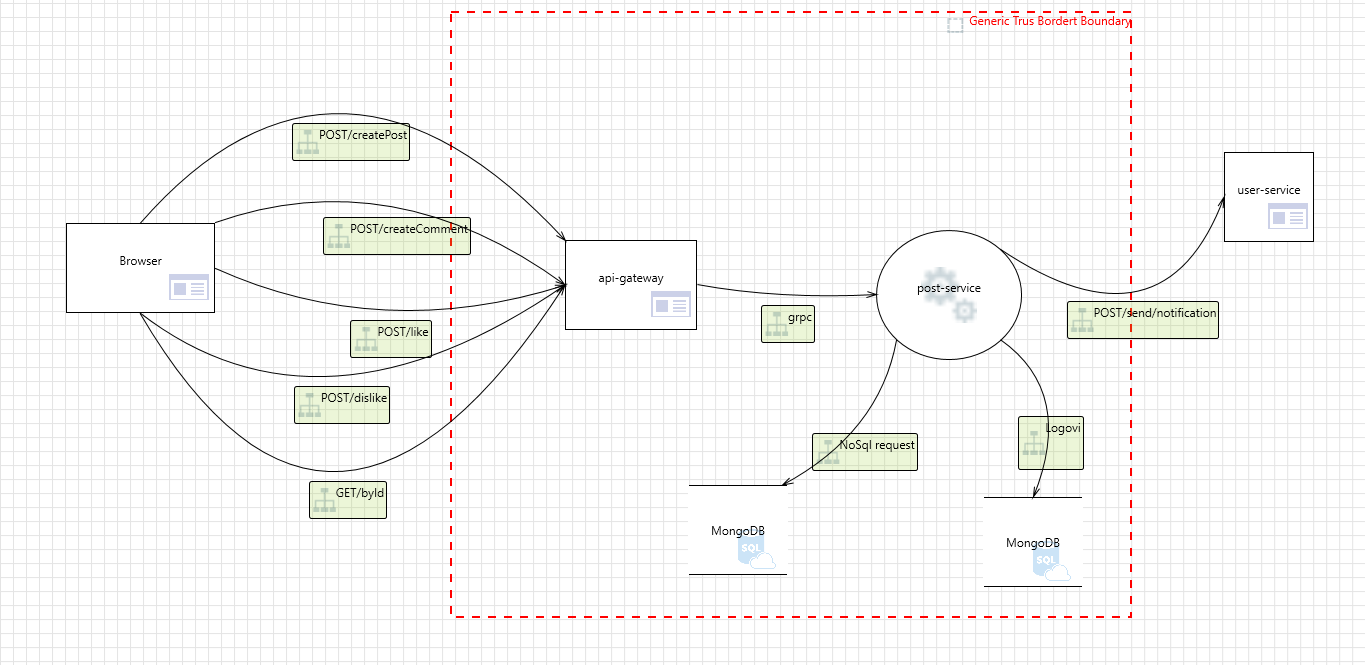 Generic Trus Bordert Boundary
POST/createPost
POST/createComment
user-service
Browser
api-gateway
post-service
grpc
POST/send/notification
POST/like
POST/dislike
Logovi
NoSql request
GET/byId
MongoDB
SQL
MongoDB
SQL